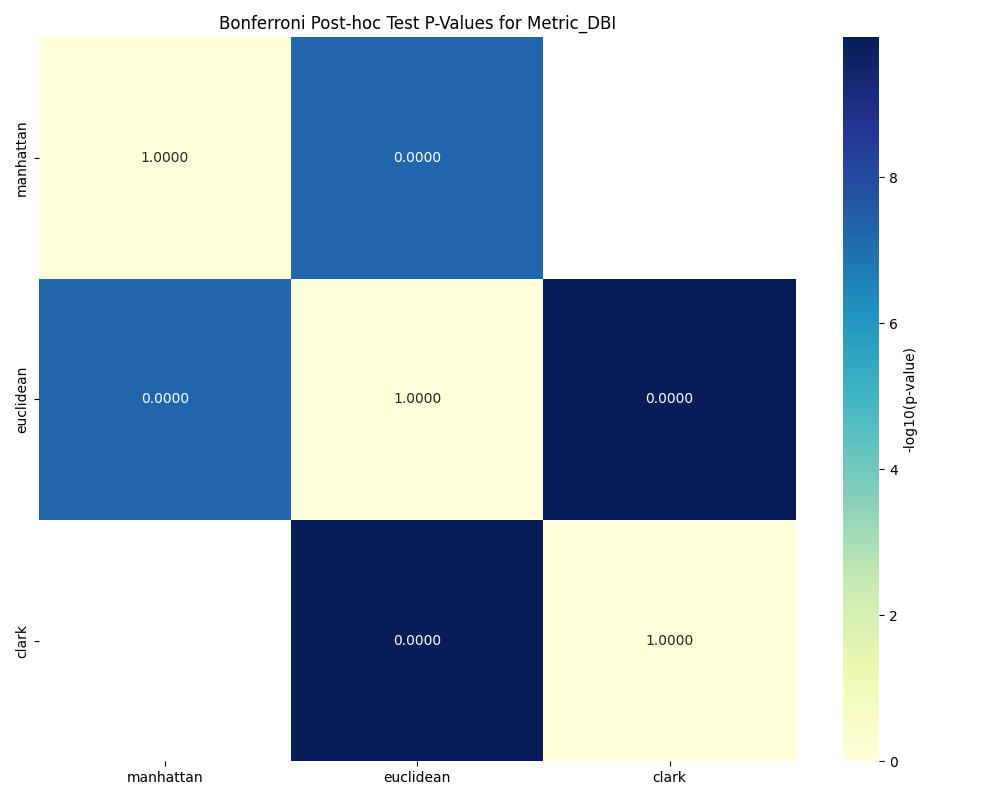 Bonferroni Post-hoc Test P-Values for Metric_DBI
manhattan
1.0000
0.0000
euclidean
0.0000
1.0000
0.0000
clark
0.0000
1.0000
manhattan
euclidean
clark
8
6
4
2
0
-log10(p-value)